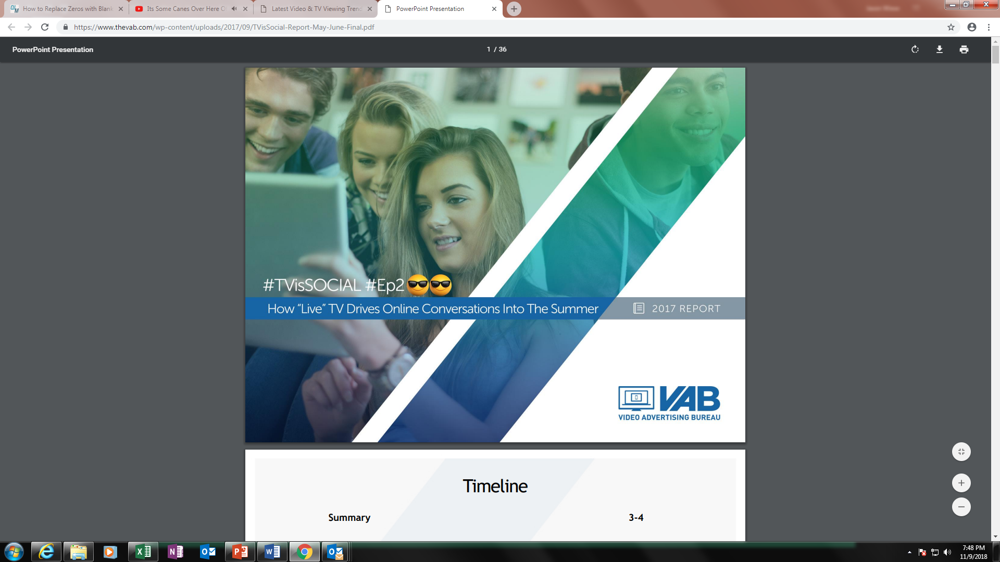 How to Replace Zeros with Blank
Its Some Canes Over Here O
Latest Video & TV Viewing Trend
PowerPoint Presentation
https://www.thevab.com/wp-content/uploads/2017/09/TVisSocial-Report-May-June-Final.pdf
PowerPoint Presentation
1 / 36
#TVisSOCIAL #Ep2😎😎
How “Live” TV Drives Online Conversations Into The Summer
2017 REPORT
VAB
VIDEO ADVERTISING BUREAU
Timeline
Summary 3-4
7:48 PM
11/9/2018